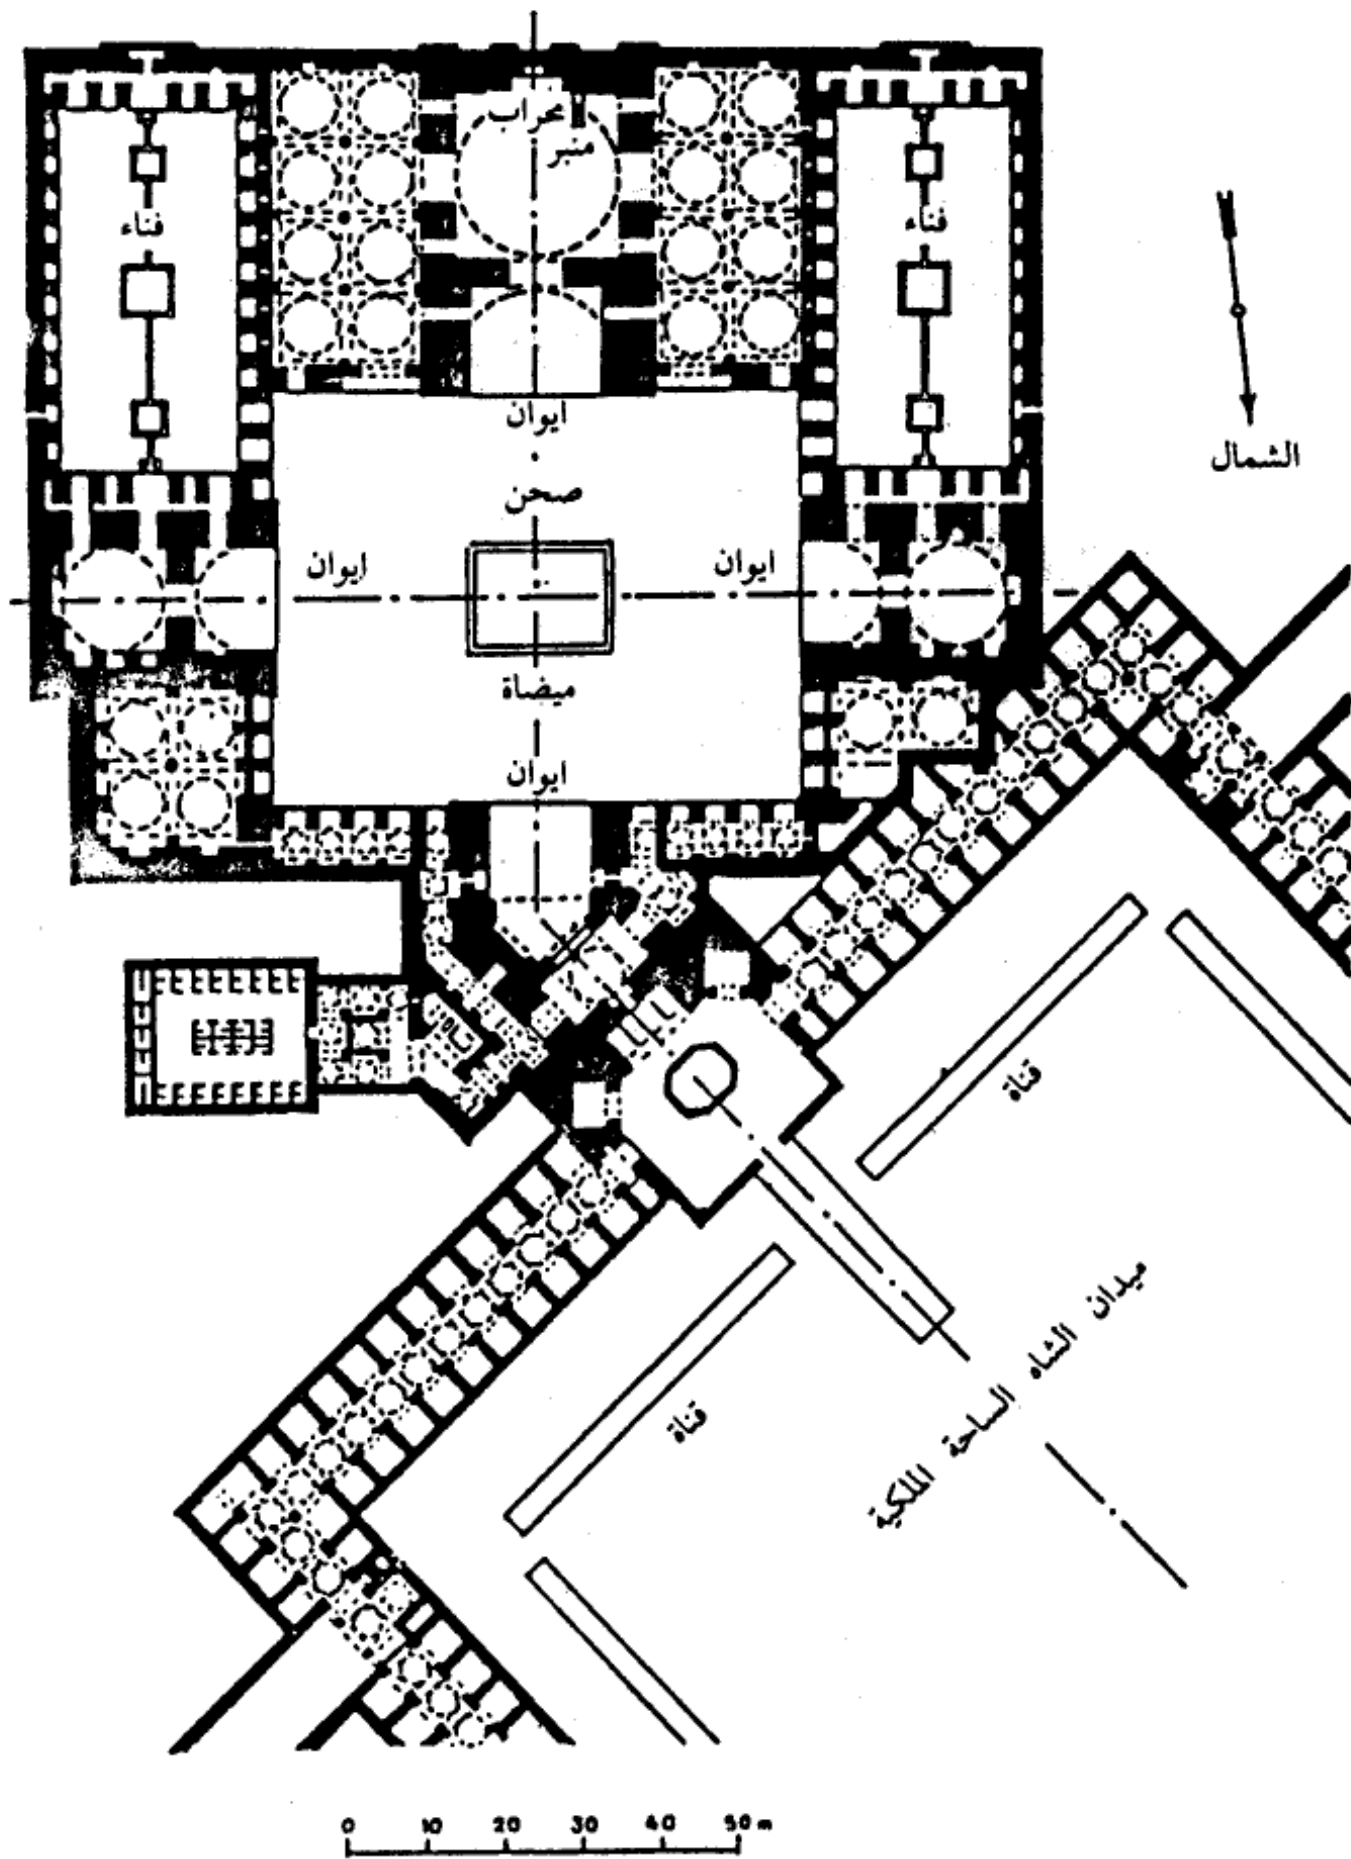 محراب
منبر
فناء
فناء
ايوان
صحن
الشمال
ايوان
ايوان
ميضاة
ايوان
قناة
ميدان الشاه الساحة الملكية
قناة
0 10 20 30 40 50 m